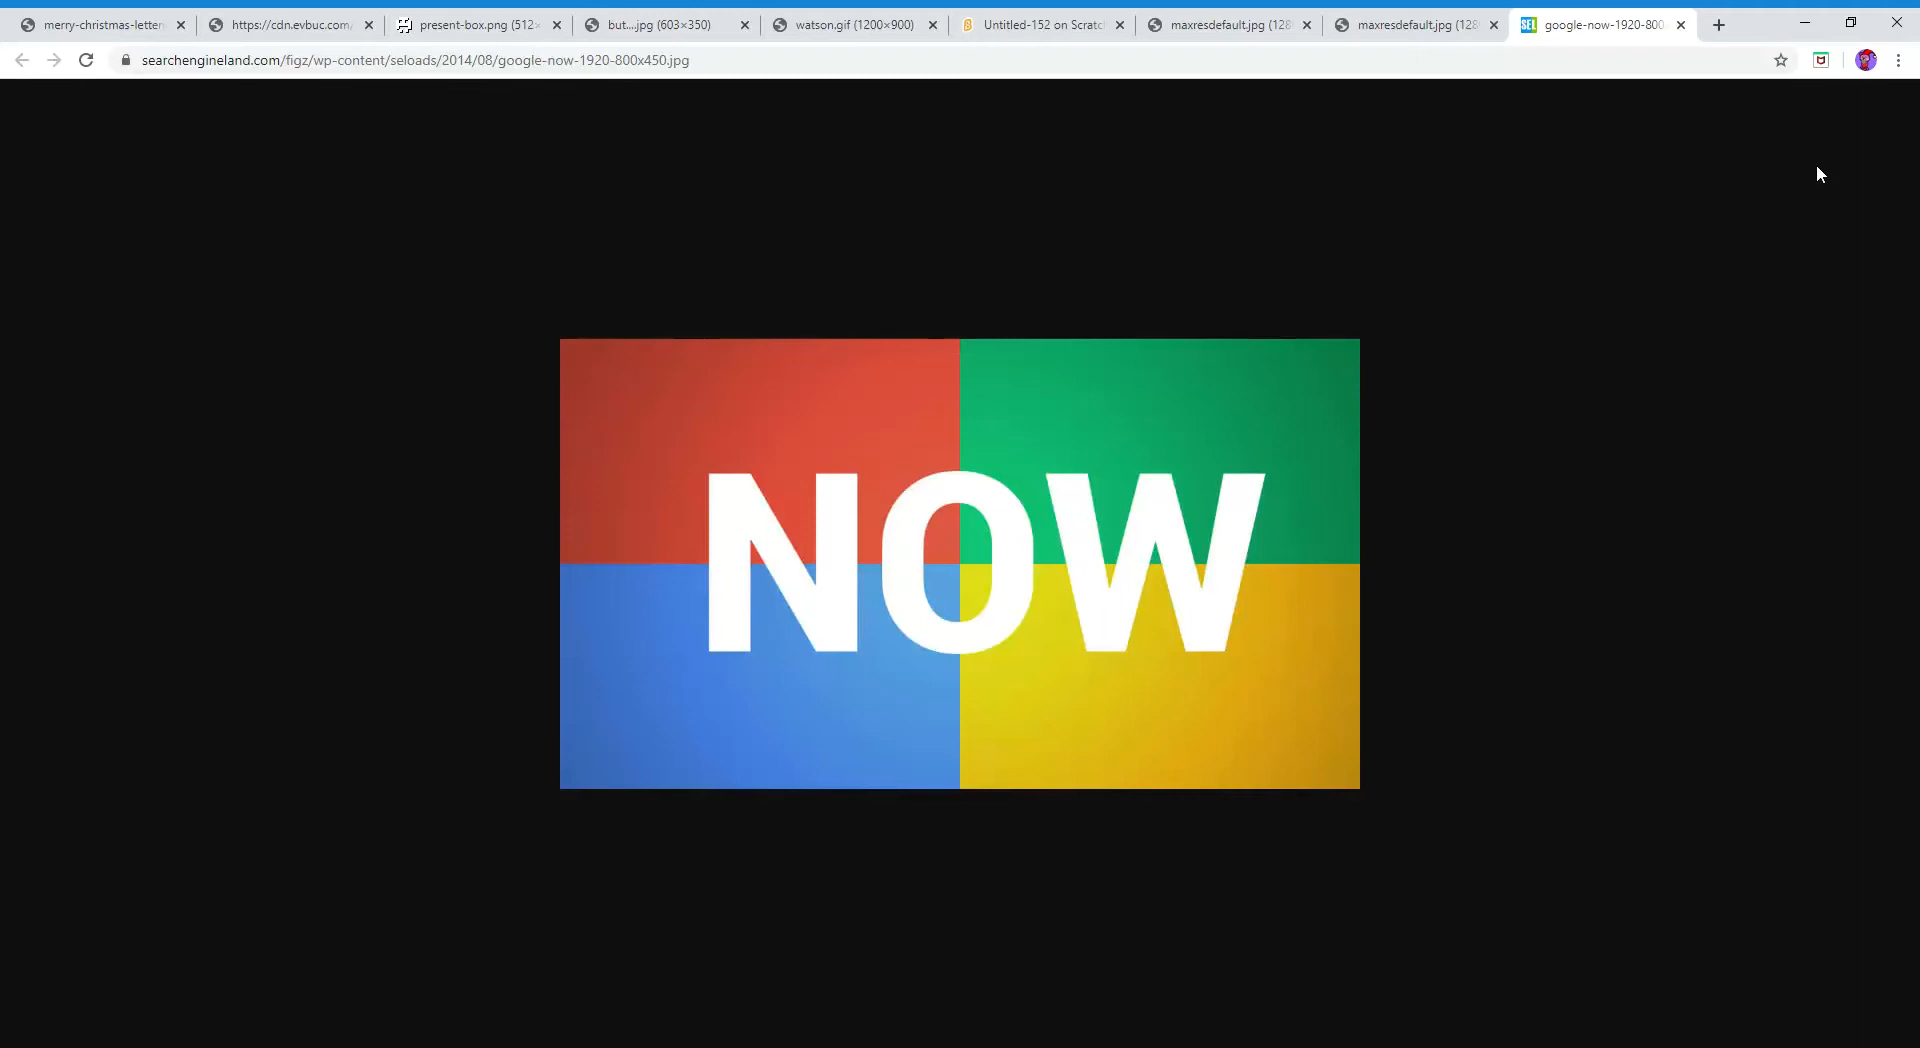 merry-christmas-letter
https://cdn.evbuc.com/
present-box.png (512×
but...jpg (603×350)
watson.gif (1200×900)
Untitled-152 on Scratc
maxresdefault.jpg (128
maxresdefault.jpg (128
SEL
google-now-1920-800
searchengineland.com/figz/wp-content/seloads/2014/08/google-now-1920-800x450.jpg
NOW